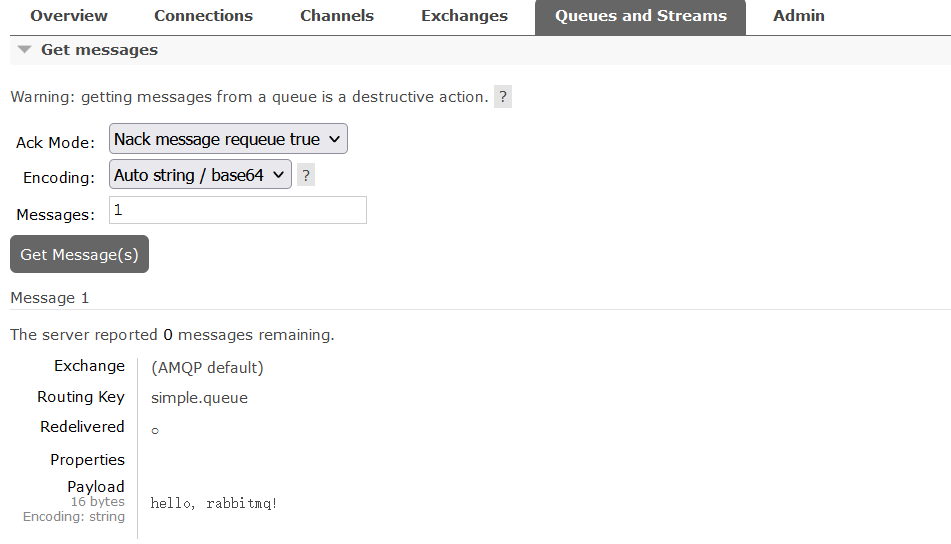 Overview Connections Channels Exchanges Queues and Streams Admin
Get messages
Warning: getting messages from a queue is a destructive action. ?
Ack Mode: Nack message requeue true
Encoding: Auto string / base64 ?
Messages: 1
Get Message(s)
Message 1
The server reported 0 messages remaining.
Exchange (AMQP default)
Routing Key simple.queue
Redelivered ○
Properties
Payload
16 bytes
Encoding: string
hello, rabbitmq!